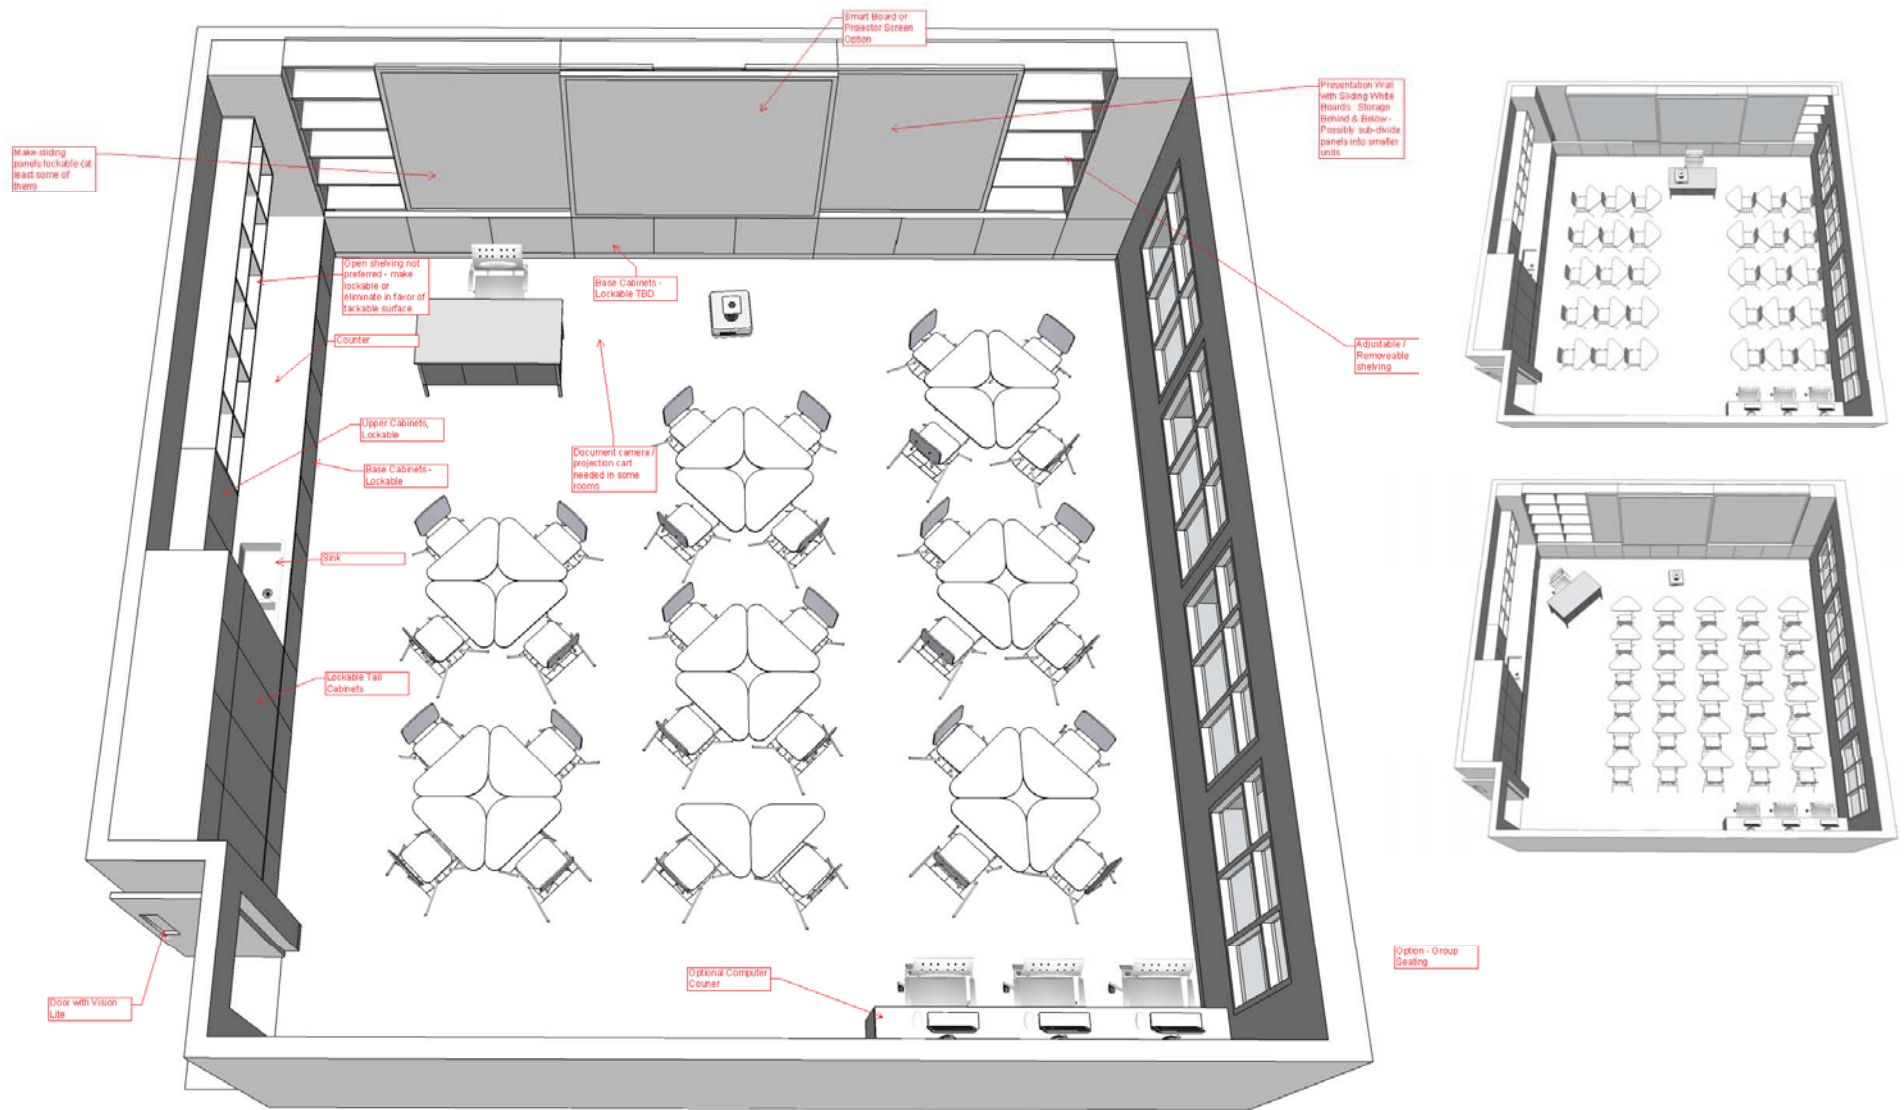 Smart Board or
Projector Screen
Option
Presentation Wall
with Sliding White
Boards Storage
Behind & Below -
Possibly sub-divide
panels into smaller
units
Make sliding
panels lockable (at
least some of
them)
Open shelving not
preferred - make
lockable or
eliminate in favor of
tackable surface
Base Cabinets -
Lockable TBD
Counter
Adjustable /
Removeable
shelving
Upper Cabinets,
Lockable
Base Cabinets -
Lockable
Document camera /
projection cart
needed in some
rooms
Sink
Lockable Tall
Cabinets
Option - Group
Seating
Optional Computer
Couner
Door with Vision
Lite